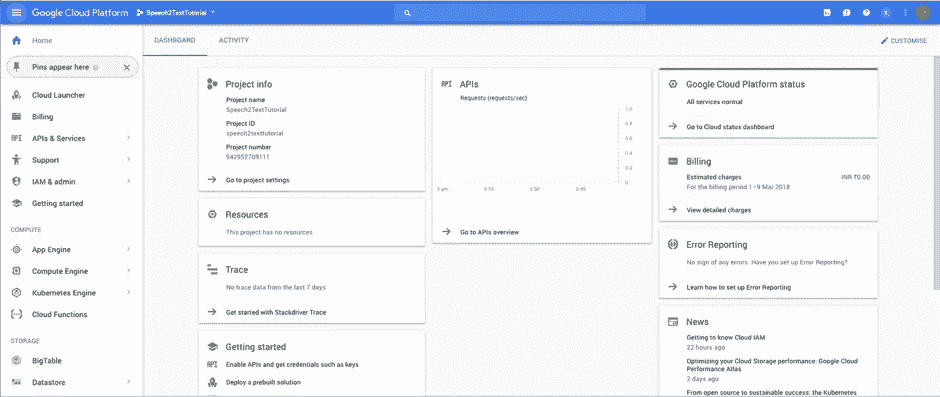 Google Cloud Platform
Speech2TextTutorial
Home
Pins appear here
Cloud Launcher
Billing
API APIs & Services
Support
IAM & admin
Getting started
COMPUTE
App Engine
Compute Engine
Kubernetes Engine
Cloud Functions
STORAGE
BigTable
Datastore
DASHBOARD
ACTIVITY
CUSTOMISE
Project info
Project name
Speech2TextTutorial
Project ID
speech2texttutorial
Project number
942952709111
Go to project settings
Resources
This project has no resources
Trace
No trace data from the last 7 days
Get started with Stackdriver Trace
Getting started
API Enable APIs and get credentials such as keys
Deploy a prebuilt solution
API APIs
Requests (requests/sec)
1.0
0.8
0.6
0.4
0.2
0
3:15
3:30
3:45
Go to APIs overview
Google Cloud Platform status
All services normal
Go to Cloud status dashboard
Billing
Estimated charges INR ₹0.00
For the billing period 1–9 Mar 2018
View detailed charges
Error Reporting
No sign of any errors. Have you set up Error Reporting?
Learn how to set up Error Reporting
News
Getting to know Cloud IAM
22 hours ago
Optimizing your Cloud Storage performance: Google Cloud
Performance Atlas
2 days ago
From open source to sustainable success: the Kubernetes